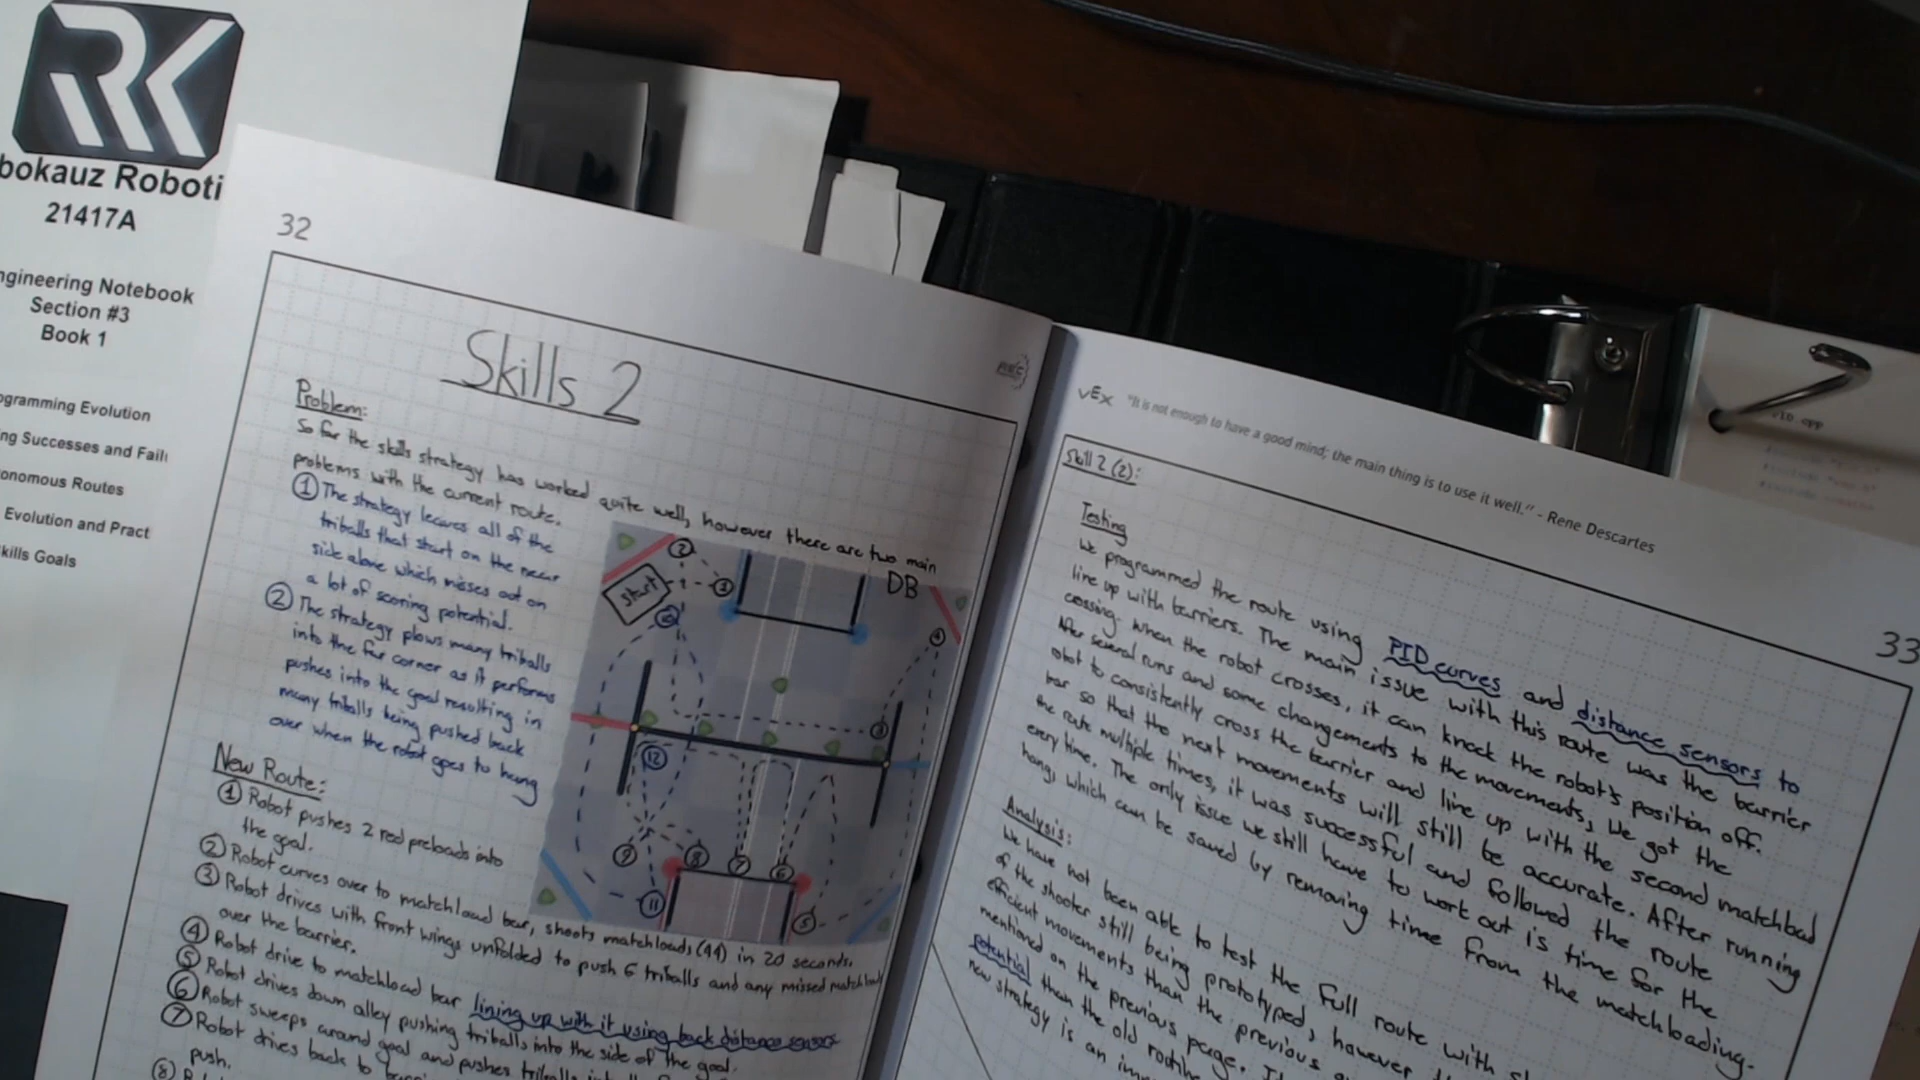 RK
bokauz Roboti
21417A
ngineering Notebook
Section #3
Book 1
ogramming Evolution
ng Successes and Fail
onomous Routes
Evolution and Pract
kills Goals
32
Skills 2
Problem:
So far the skills strategy has worked quite well, however there are two main
problems with the current route.
① The strategy leaves all of the
triballs that start on the near
side alone which misses out on
a lot of scoring potential.
② The strategy plows many triballs
into the far corner as it performs
pushes into the goal resulting in
many triballs being pushed back
over when the robot goes to hang
DB
Start
New Route:
① Robot pushes 2 red preloads into
the goal.
② Robot curves over to matchload bar, shoots matchloads (44) in 20 seconds.
③ Robot drives with front wings unfolded to push 6 triballs and any missed matchloads
over the barrier.
④ Robot drive to matchload bar lining up with it using back distance sensors
⑤ Robot drives down alley pushing triballs into the side of the goal.
⑥ Robot sweeps around goal and pushes triballs
⑦ Robot drives back to
push.
⑧
VEX "It is not enough to have a good mind; the main thing is to use it well." - Rene Descartes
33
Skill 2 (2):
Testing
We programmed the route using PID curves and distance sensors to
line up with barriers. The main issue with this route was the barrier
crossing. When the robot crosses, it can knock the robot's position off.
After several runs and some changes to the movements, we got the
robot to consistently cross the barrier and line up with the second matchload
bar so that the next movements will still be accurate. After running
the route multiple times, it was successful and followed the route
every time. The only issue we still have to work out is time for the
hang, which can be saved by removing time from the matchloading.
Analysis:
We have not been able to test the full route with
of the shooter still being prototyped, however
efficient movements than the previous
mentioned on the previous page.
potential than the old routine
new strategy is an